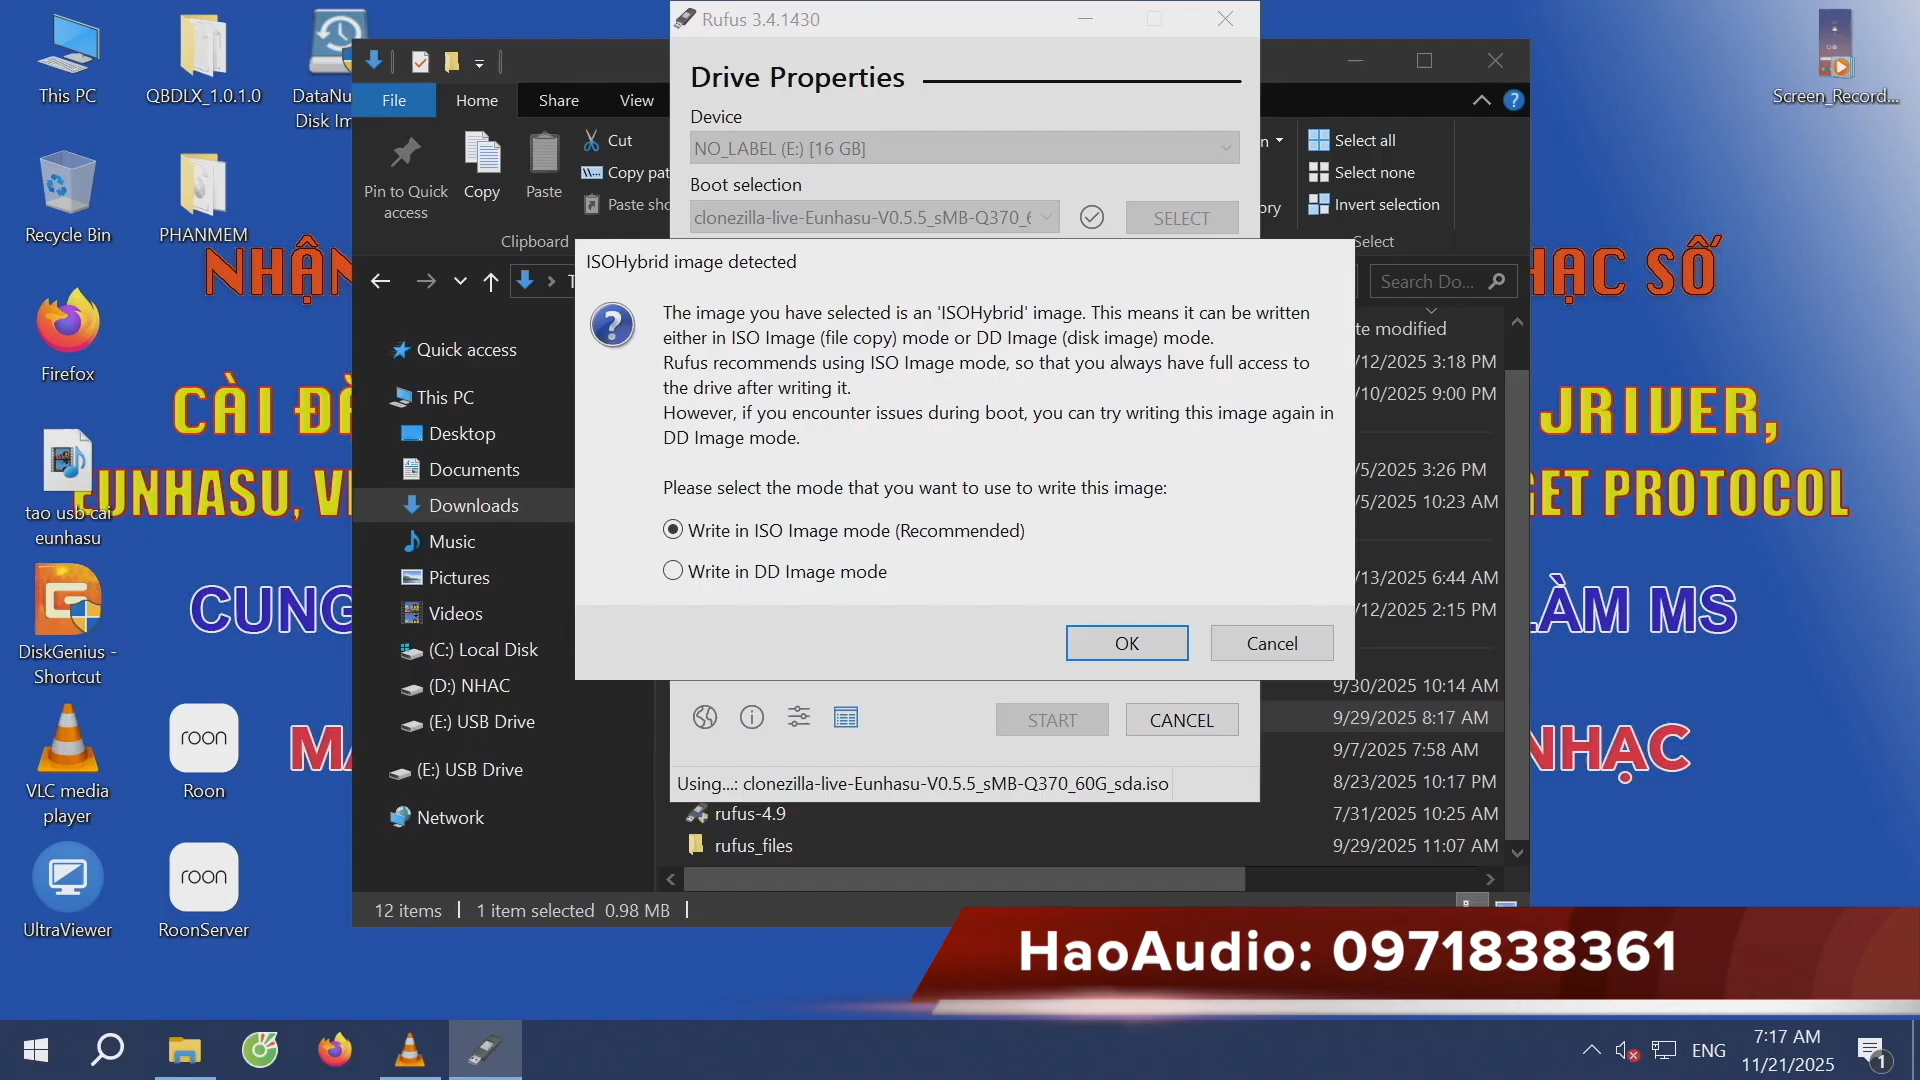 This PC
QBDLX_1.0.1.0
DataNu
Disk Im
Recycle Bin
PHANMEM
Firefox
tao usb cai
eunhasu
DiskGenius -
Shortcut
VLC media
player
Roon
roon
UltraViewer
RoonServer
roon
Screen_Record...
NHẬN
HẠC SỐ
CÀI ĐẶ
JRIVER,
EUNHASU, VI
GET PROTOCOL
CUNG
LÀM MS
MA
NHẠC
File
Home
Share
View
Pin to Quick
access
Copy
Paste
Cut
Copy pat
Paste sho
Clipboard
Select all
Select none
Invert selection
ory
Select
Search Do...
Quick access
This PC
Desktop
Documents
Downloads
Music
Pictures
Videos
(C:) Local Disk
(D:) NHAC
(E:) USB Drive
(E:) USB Drive
Network
te modified
/12/2025 3:18 PM
/10/2025 9:00 PM
/5/2025 3:26 PM
/5/2025 10:23 AM
/13/2025 6:44 AM
/12/2025 2:15 PM
9/30/2025 10:14 AM
9/29/2025 8:17 AM
9/7/2025 7:58 AM
8/23/2025 10:17 PM
rufus-4.9
7/31/2025 10:25 AM
rufus_files
9/29/2025 11:07 AM
12 items
1 item selected 0.98 MB
Rufus 3.4.1430
Drive Properties
Device
NO_LABEL (E:) [16 GB]
Boot selection
clonezilla-live-Eunhasu-V0.5.5_sMB-Q370_6
SELECT
ISOHybrid image detected
The image you have selected is an 'ISOHybrid' image. This means it can be written
either in ISO Image (file copy) mode or DD Image (disk image) mode.
Rufus recommends using ISO Image mode, so that you always have full access to
the drive after writing it.
However, if you encounter issues during boot, you can try writing this image again in
DD Image mode.
Please select the mode that you want to use to write this image:
Write in ISO Image mode (Recommended)
Write in DD Image mode
OK
Cancel
START
CANCEL
Using...: clonezilla-live-Eunhasu-V0.5.5_sMB-Q370_60G_sda.iso
HaoAudio: 0971838361
ENG
7:17 AM
11/21/2025
1